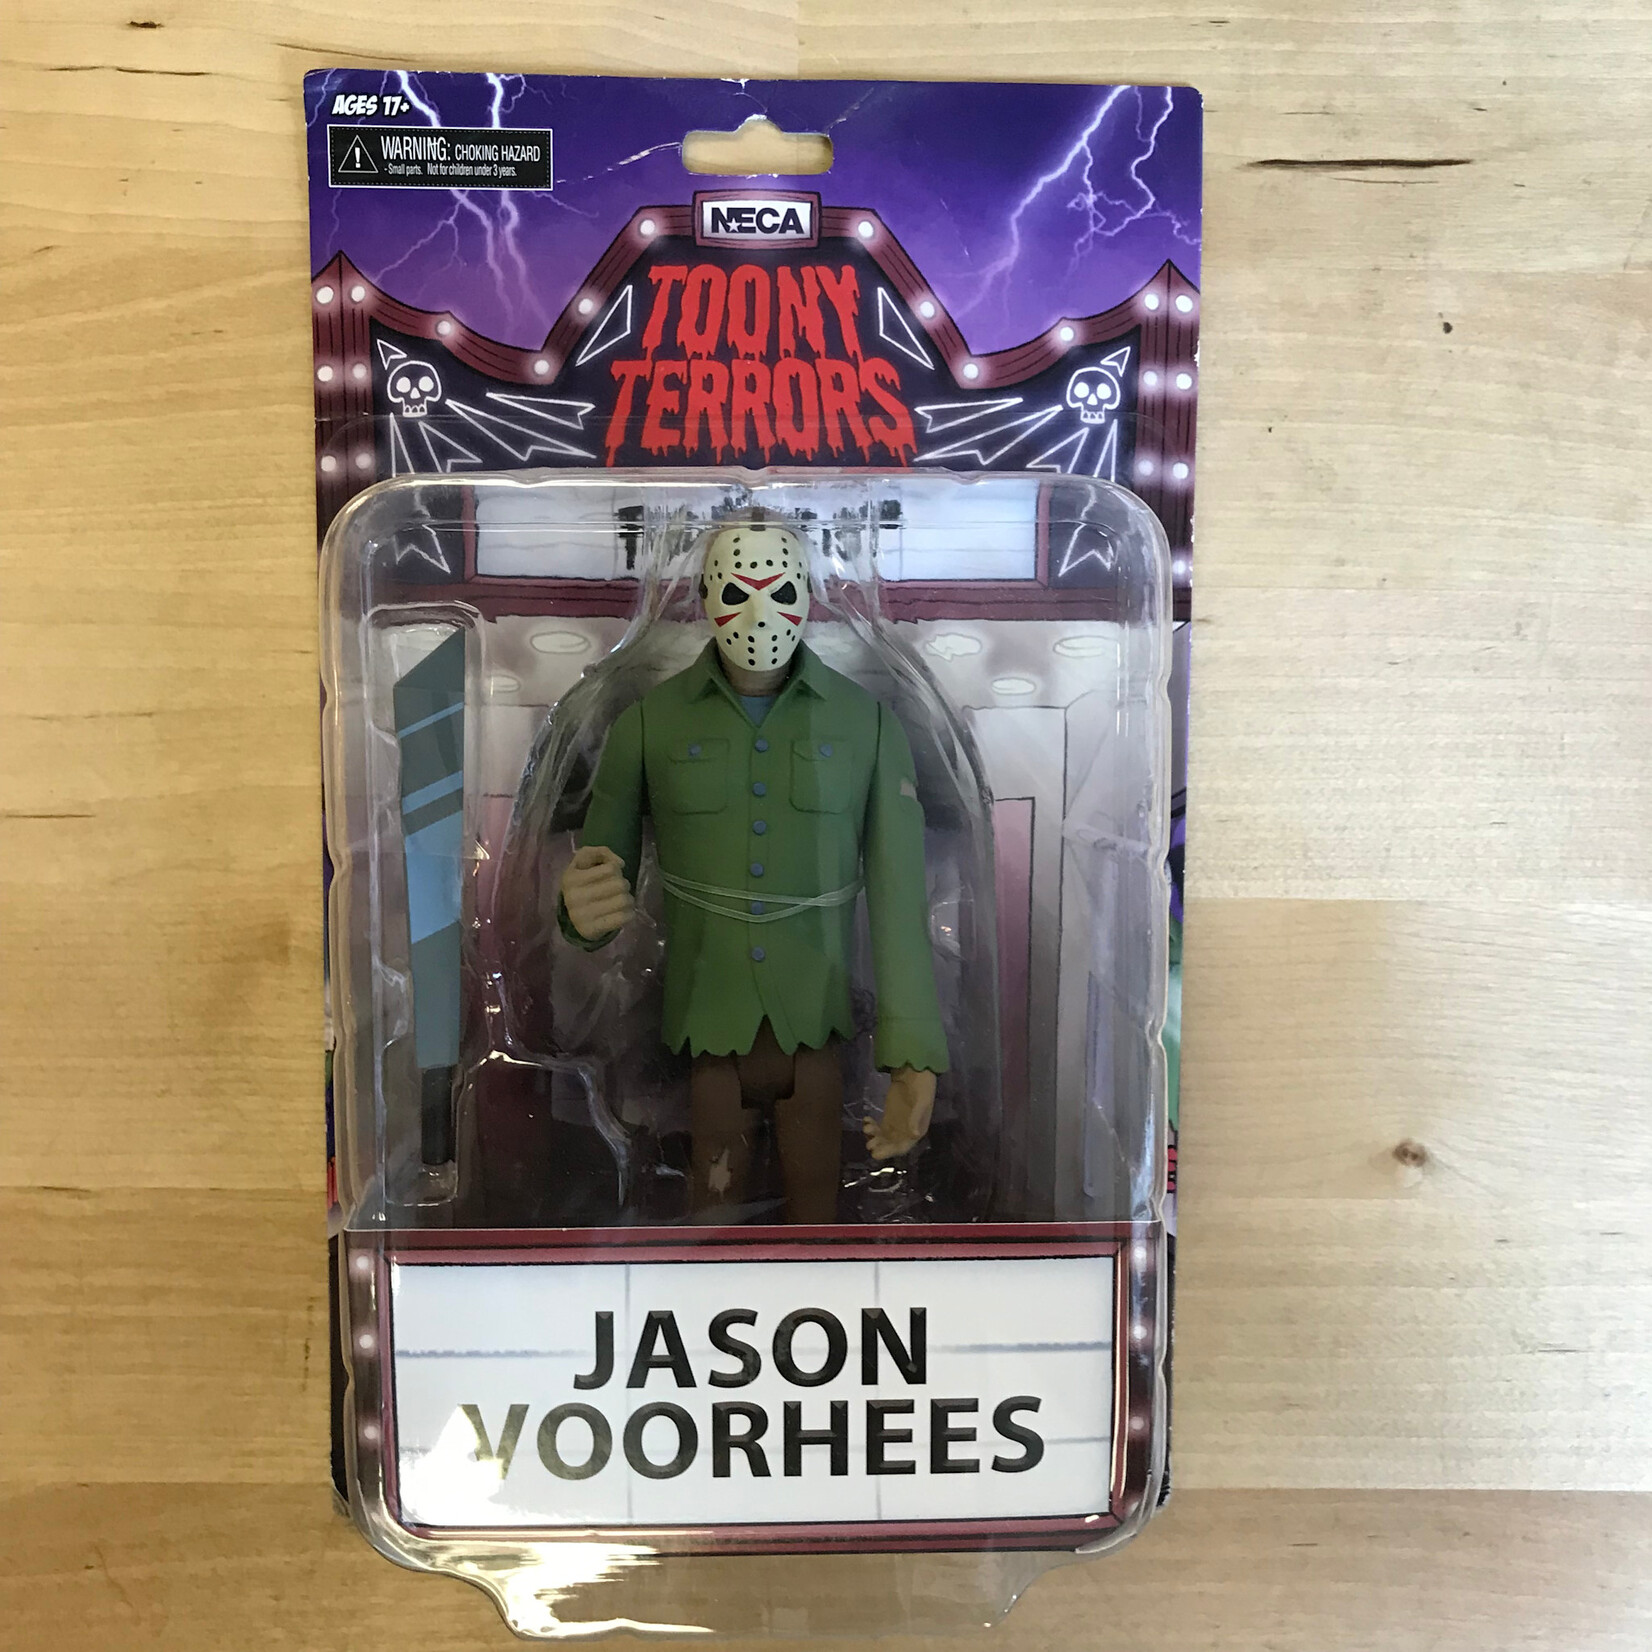 AGES 17+
WARNING: CHOKING HAZARD
- Small parts. Not for children under 3 years.
NECA
TOONY
TERRORS
JASON
VOORHEES